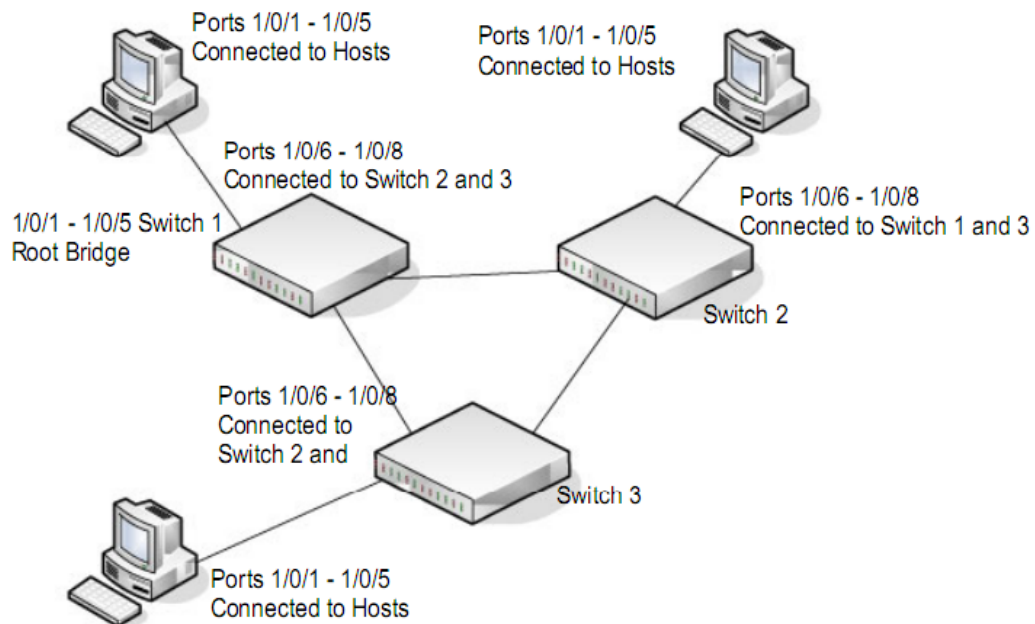 Ports 1/0/1 - 1/0/5
Connected to Hosts
Ports 1/0/1 - 1/0/5
Connected to Hosts
Ports 1/0/6 - 1/0/8
Connected to Switch 2 and 3
Ports 1/0/6 - 1/0/8
Connected to Switch 1 and 3
1/0/1 - 1/0/5 Switch 1
Root Bridge
Switch 2
Ports 1/0/6 - 1/0/8
Connected to
Switch 2 and
Switch 3
Ports 1/0/1 - 1/0/5
Connected to Hosts